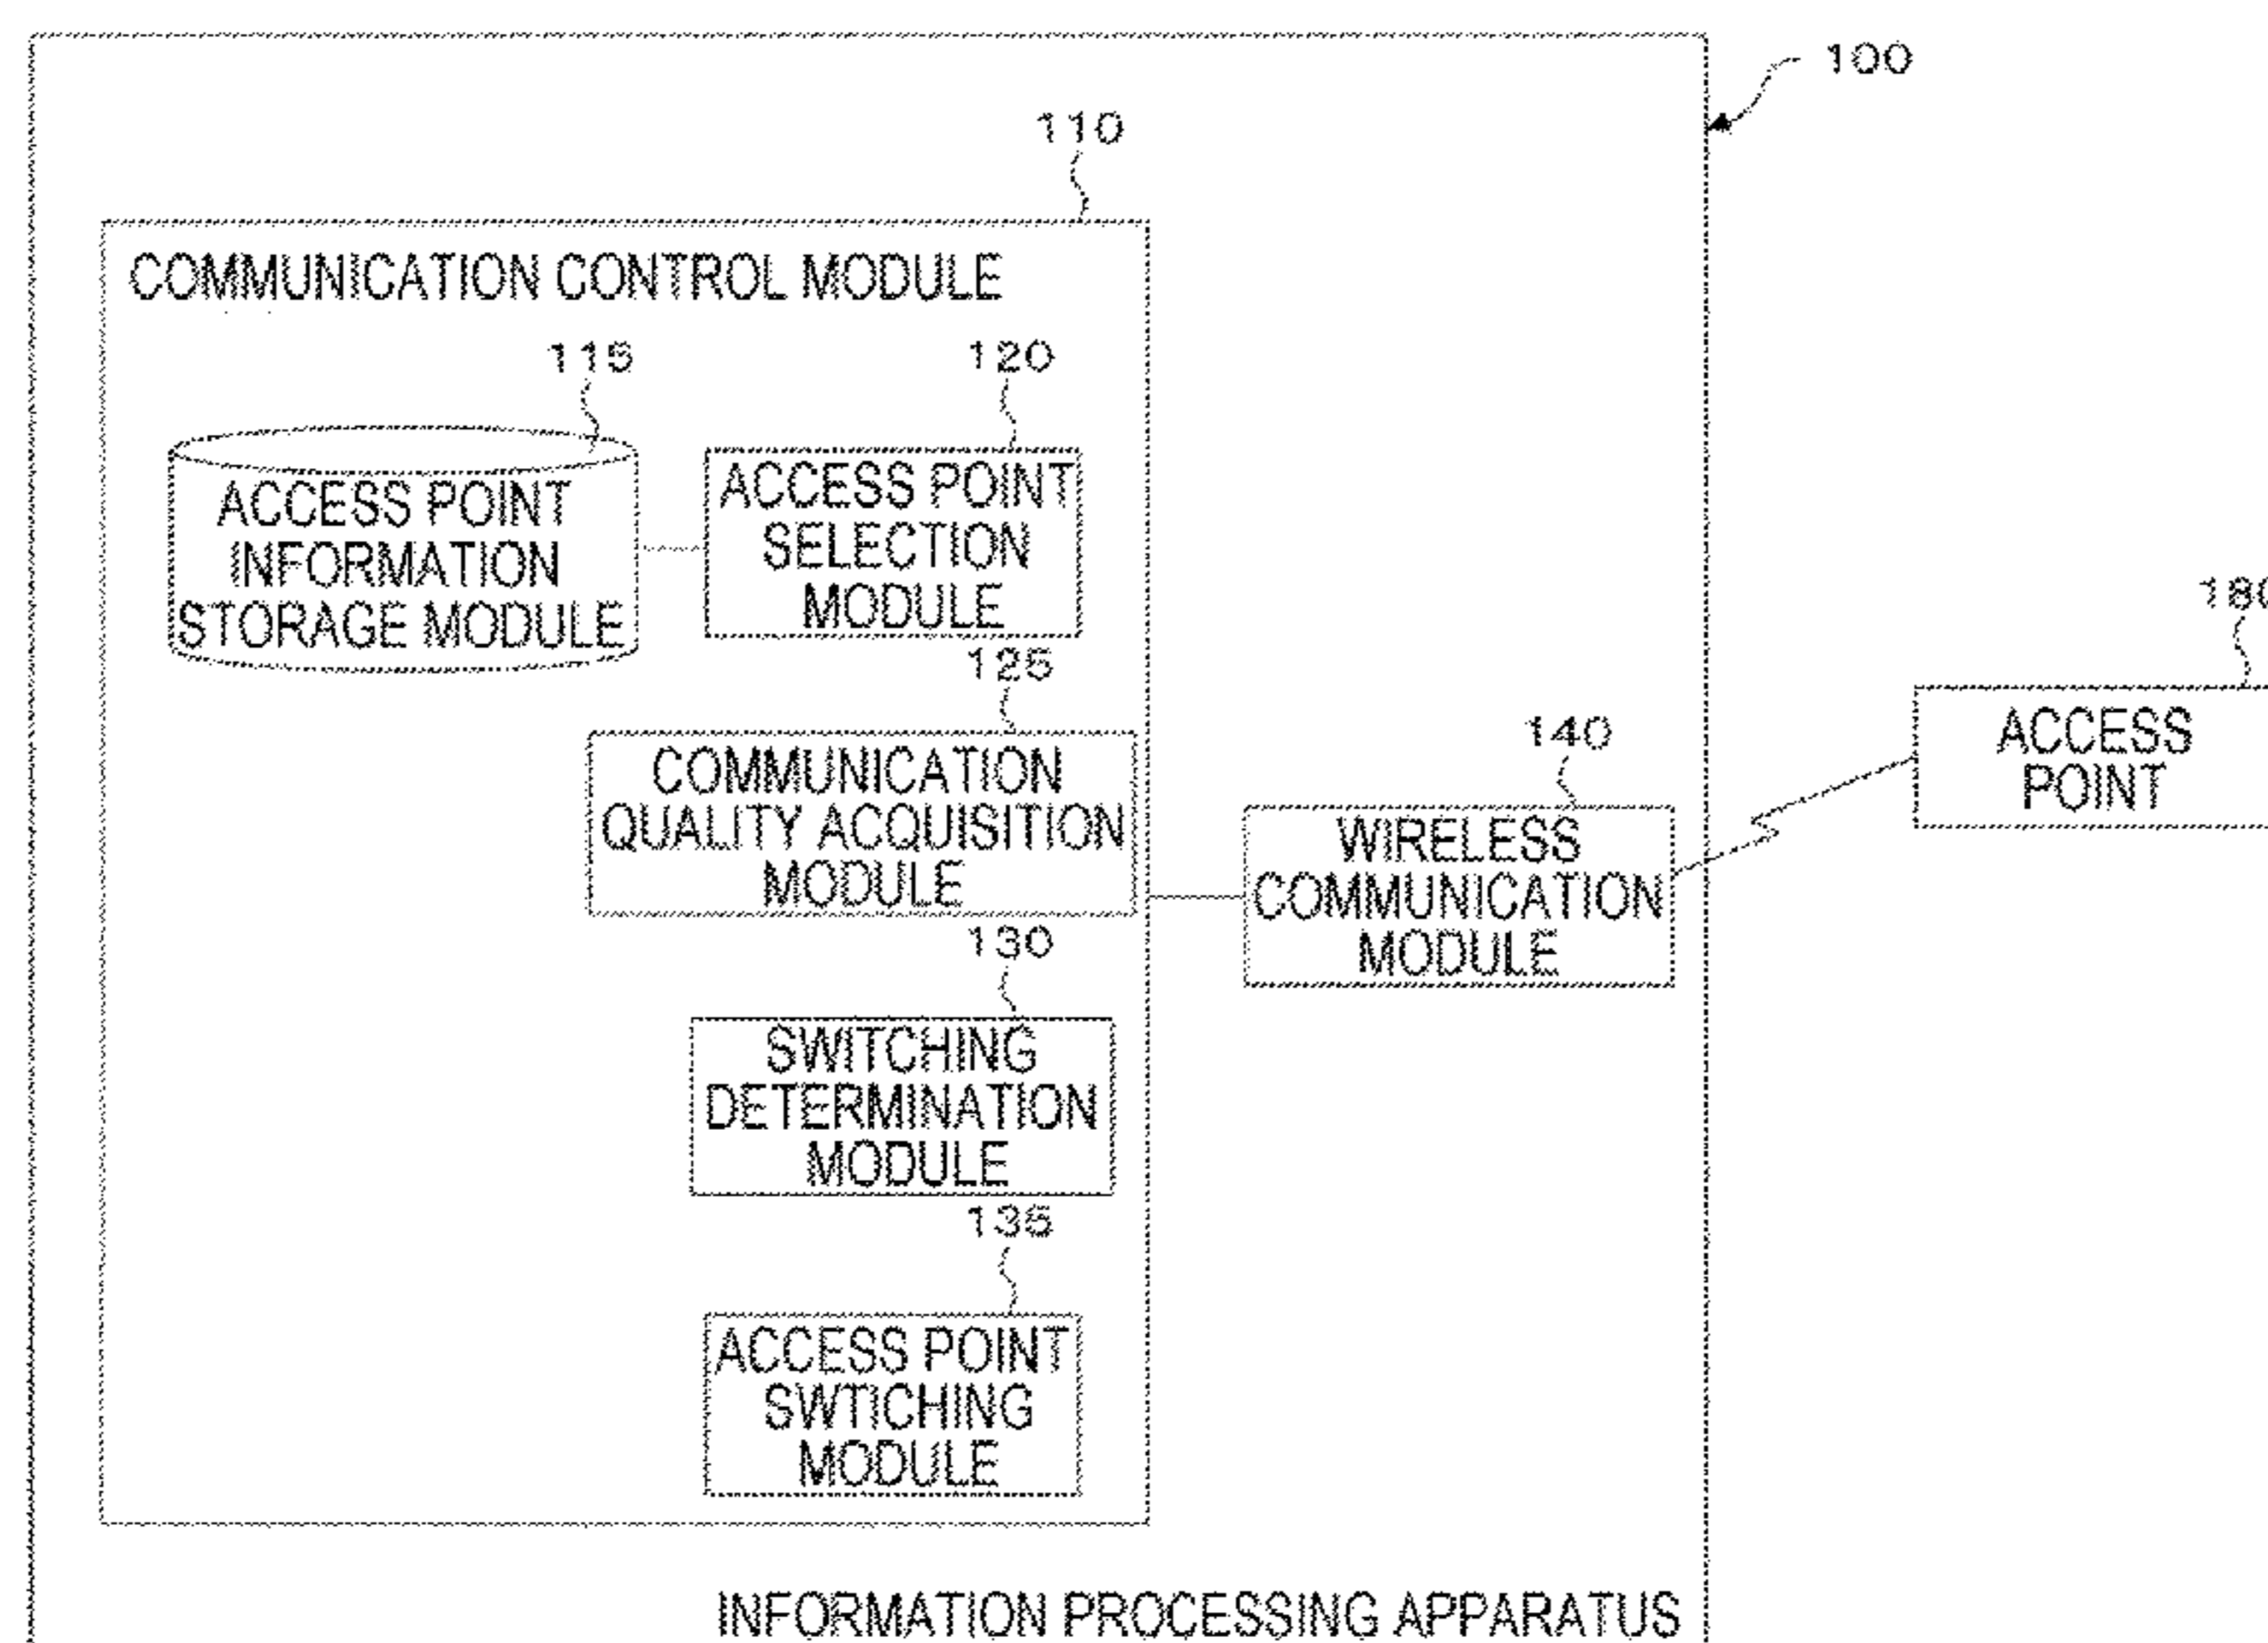 100
110
COMMUNICATION CONTROL MODULE
115
120
ACCESS POINT
INFORMATION
STORAGE MODULE
ACCESS POINT
SELECTION
MODULE
125
COMMUNICATION
QUALITY ACQUISITION
MODULE
130
SWITCHING
DETERMINATION
MODULE
135
ACCESS POINT
SWTICHING
MODULE
140
WIRELESS
COMMUNICATION
MODULE
180
ACCESS
POINT
INFORMATION PROCESSING APPARATUS